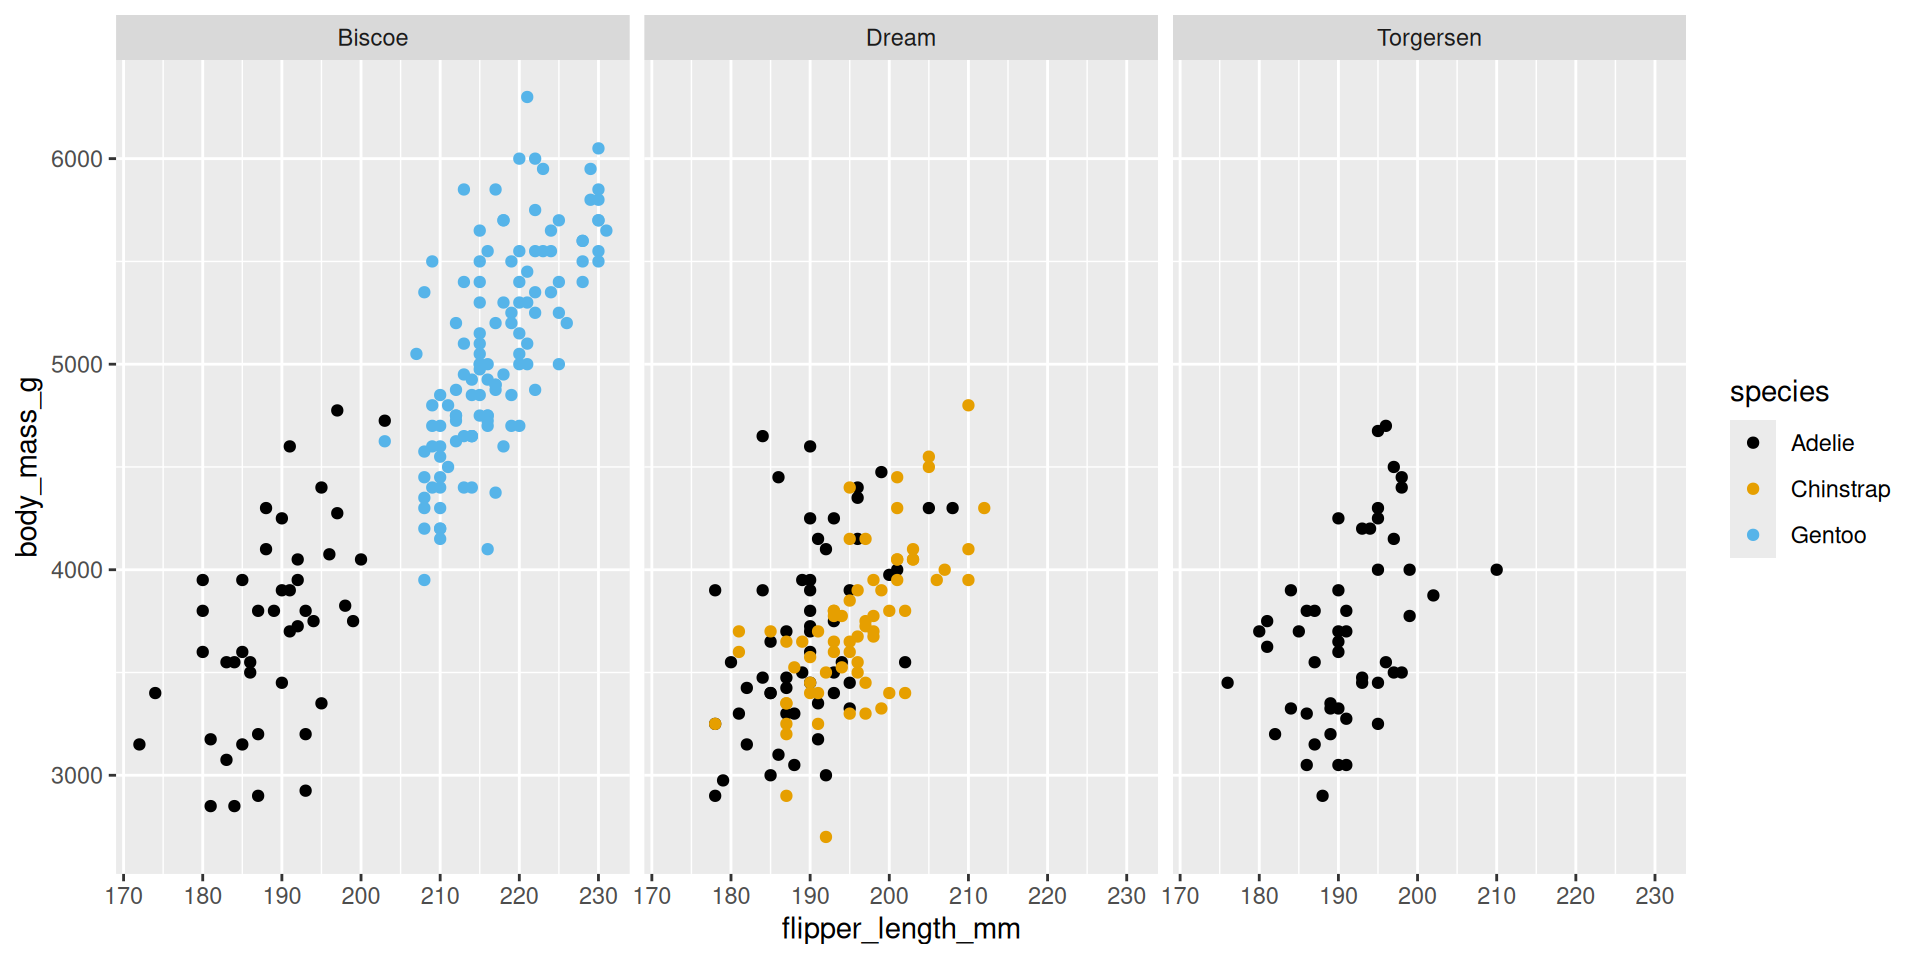 Biscoe Dream Torgersen
6000
5000
4000
3000
body_mass_g
170 180 190 200 210 220 230 170 180 190 200 210 220 230 170 180 190 200 210 220 230
flipper_length_mm
species
Adelie
Chinstrap
Gentoo